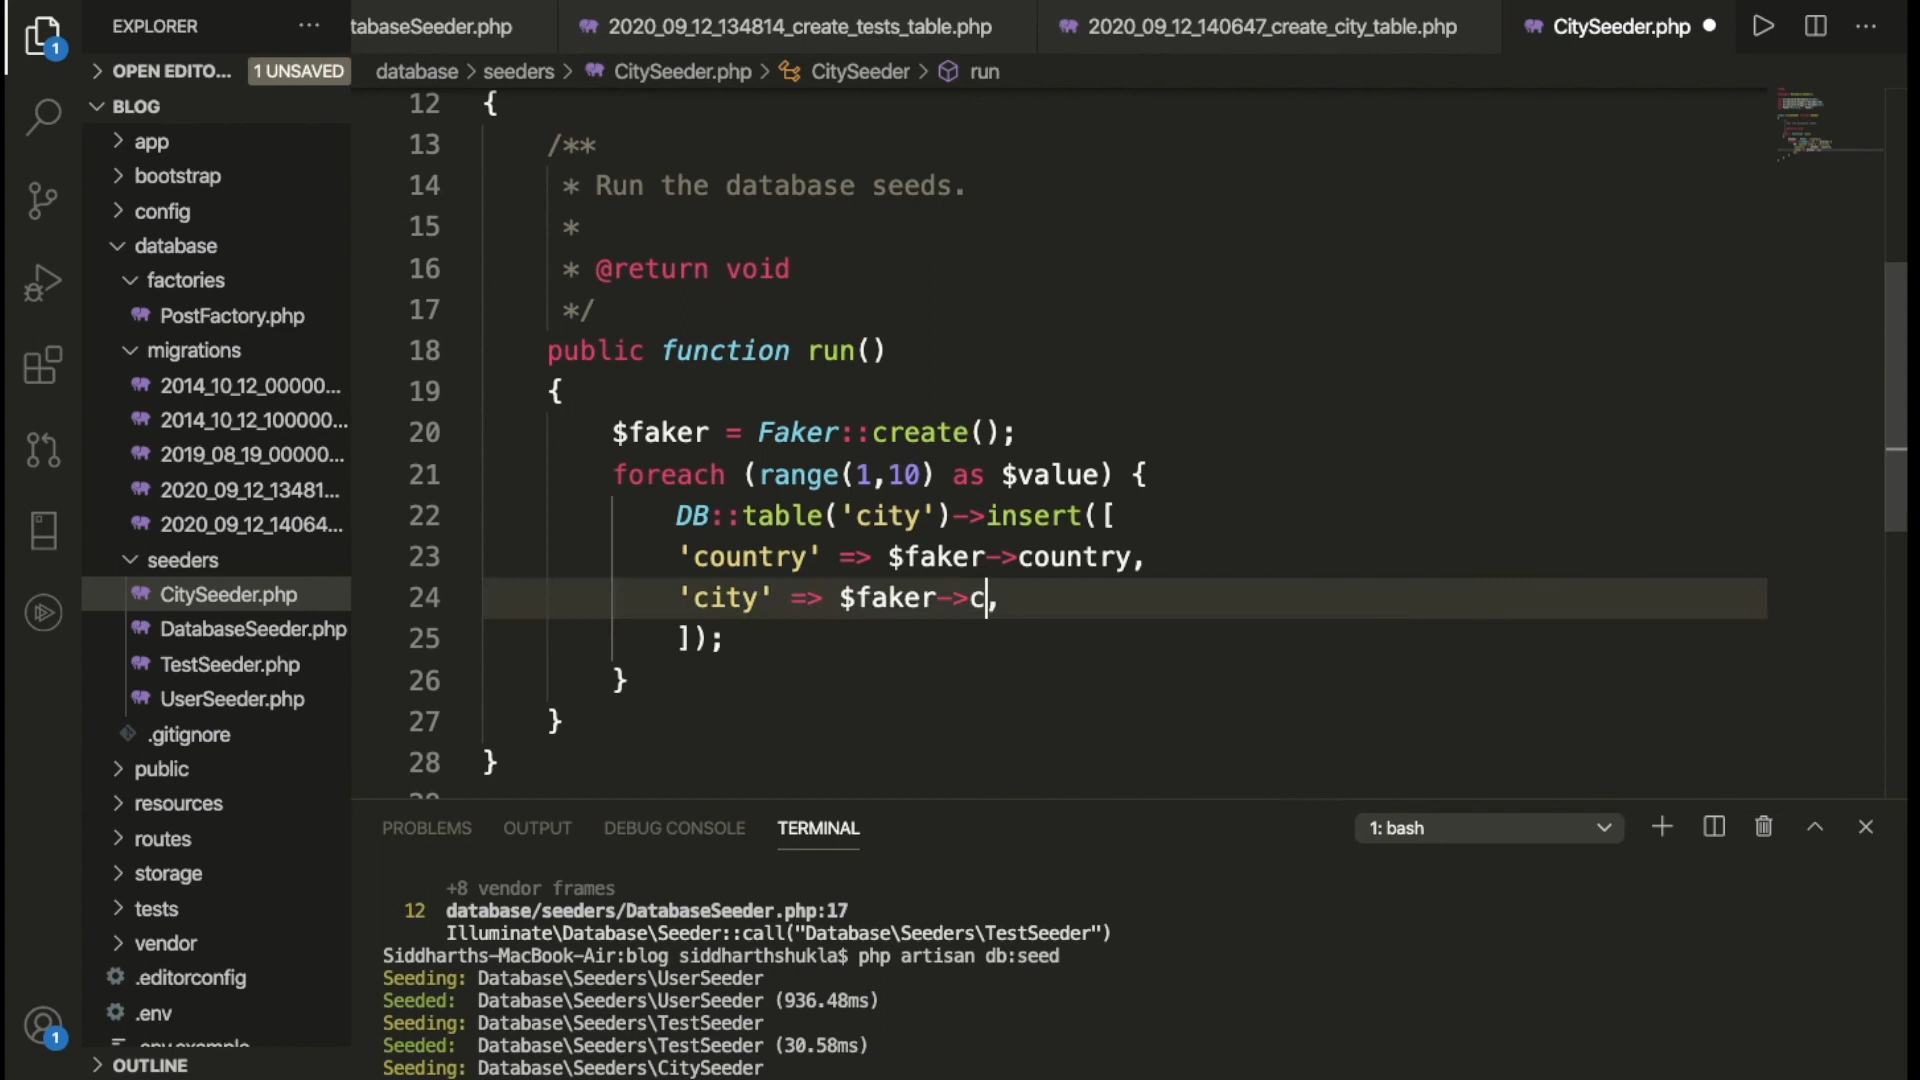 EXPLORER
tabaseSeeder.php
2020_09_12_134814_create_tests_table.php
2020_09_12_140647_create_city_table.php
CitySeeder.php
1
OPEN EDITO...
1 UNSAVED
database
seeders
CitySeeder.php
CitySeeder
run
BLOG
app
bootstrap
config
database
factories
PostFactory.php
migrations
2014_10_12_00000...
2014_10_12_100000...
2019_08_19_00000...
2020_09_12_13481...
2020_09_12_14064...
seeders
CitySeeder.php
DatabaseSeeder.php
TestSeeder.php
UserSeeder.php
.gitignore
public
resources
routes
storage
tests
vendor
.editorconfig
.env
.env.example
OUTLINE
1
12 {
13 /**
14 * Run the database seeds.
15 *
16 * @return void
17 */
18 public function run()
19 {
20 $faker = Faker::create();
21 foreach (range(1,10) as $value) {
22 DB::table('city')->insert([
23 'country' => $faker->country,
24 'city' => $faker->c,
25 ]);
26 }
27 }
28 }
29
PROBLEMS
OUTPUT
DEBUG CONSOLE
TERMINAL
1: bash
+8 vendor frames
12 database/seeders/DatabaseSeeder.php:17
Illuminate\Database\Seeder::call("Database\Seeders\TestSeeder")
Siddharths-MacBook-Air:blog siddharthshukla$ php artisan db:seed
Seeding: Database\Seeders\UserSeeder
Seeded: Database\Seeders\UserSeeder (936.48ms)
Seeding: Database\Seeders\TestSeeder
Seeded: Database\Seeders\TestSeeder (30.58ms)
Seeding: Database\Seeders\CitySeeder